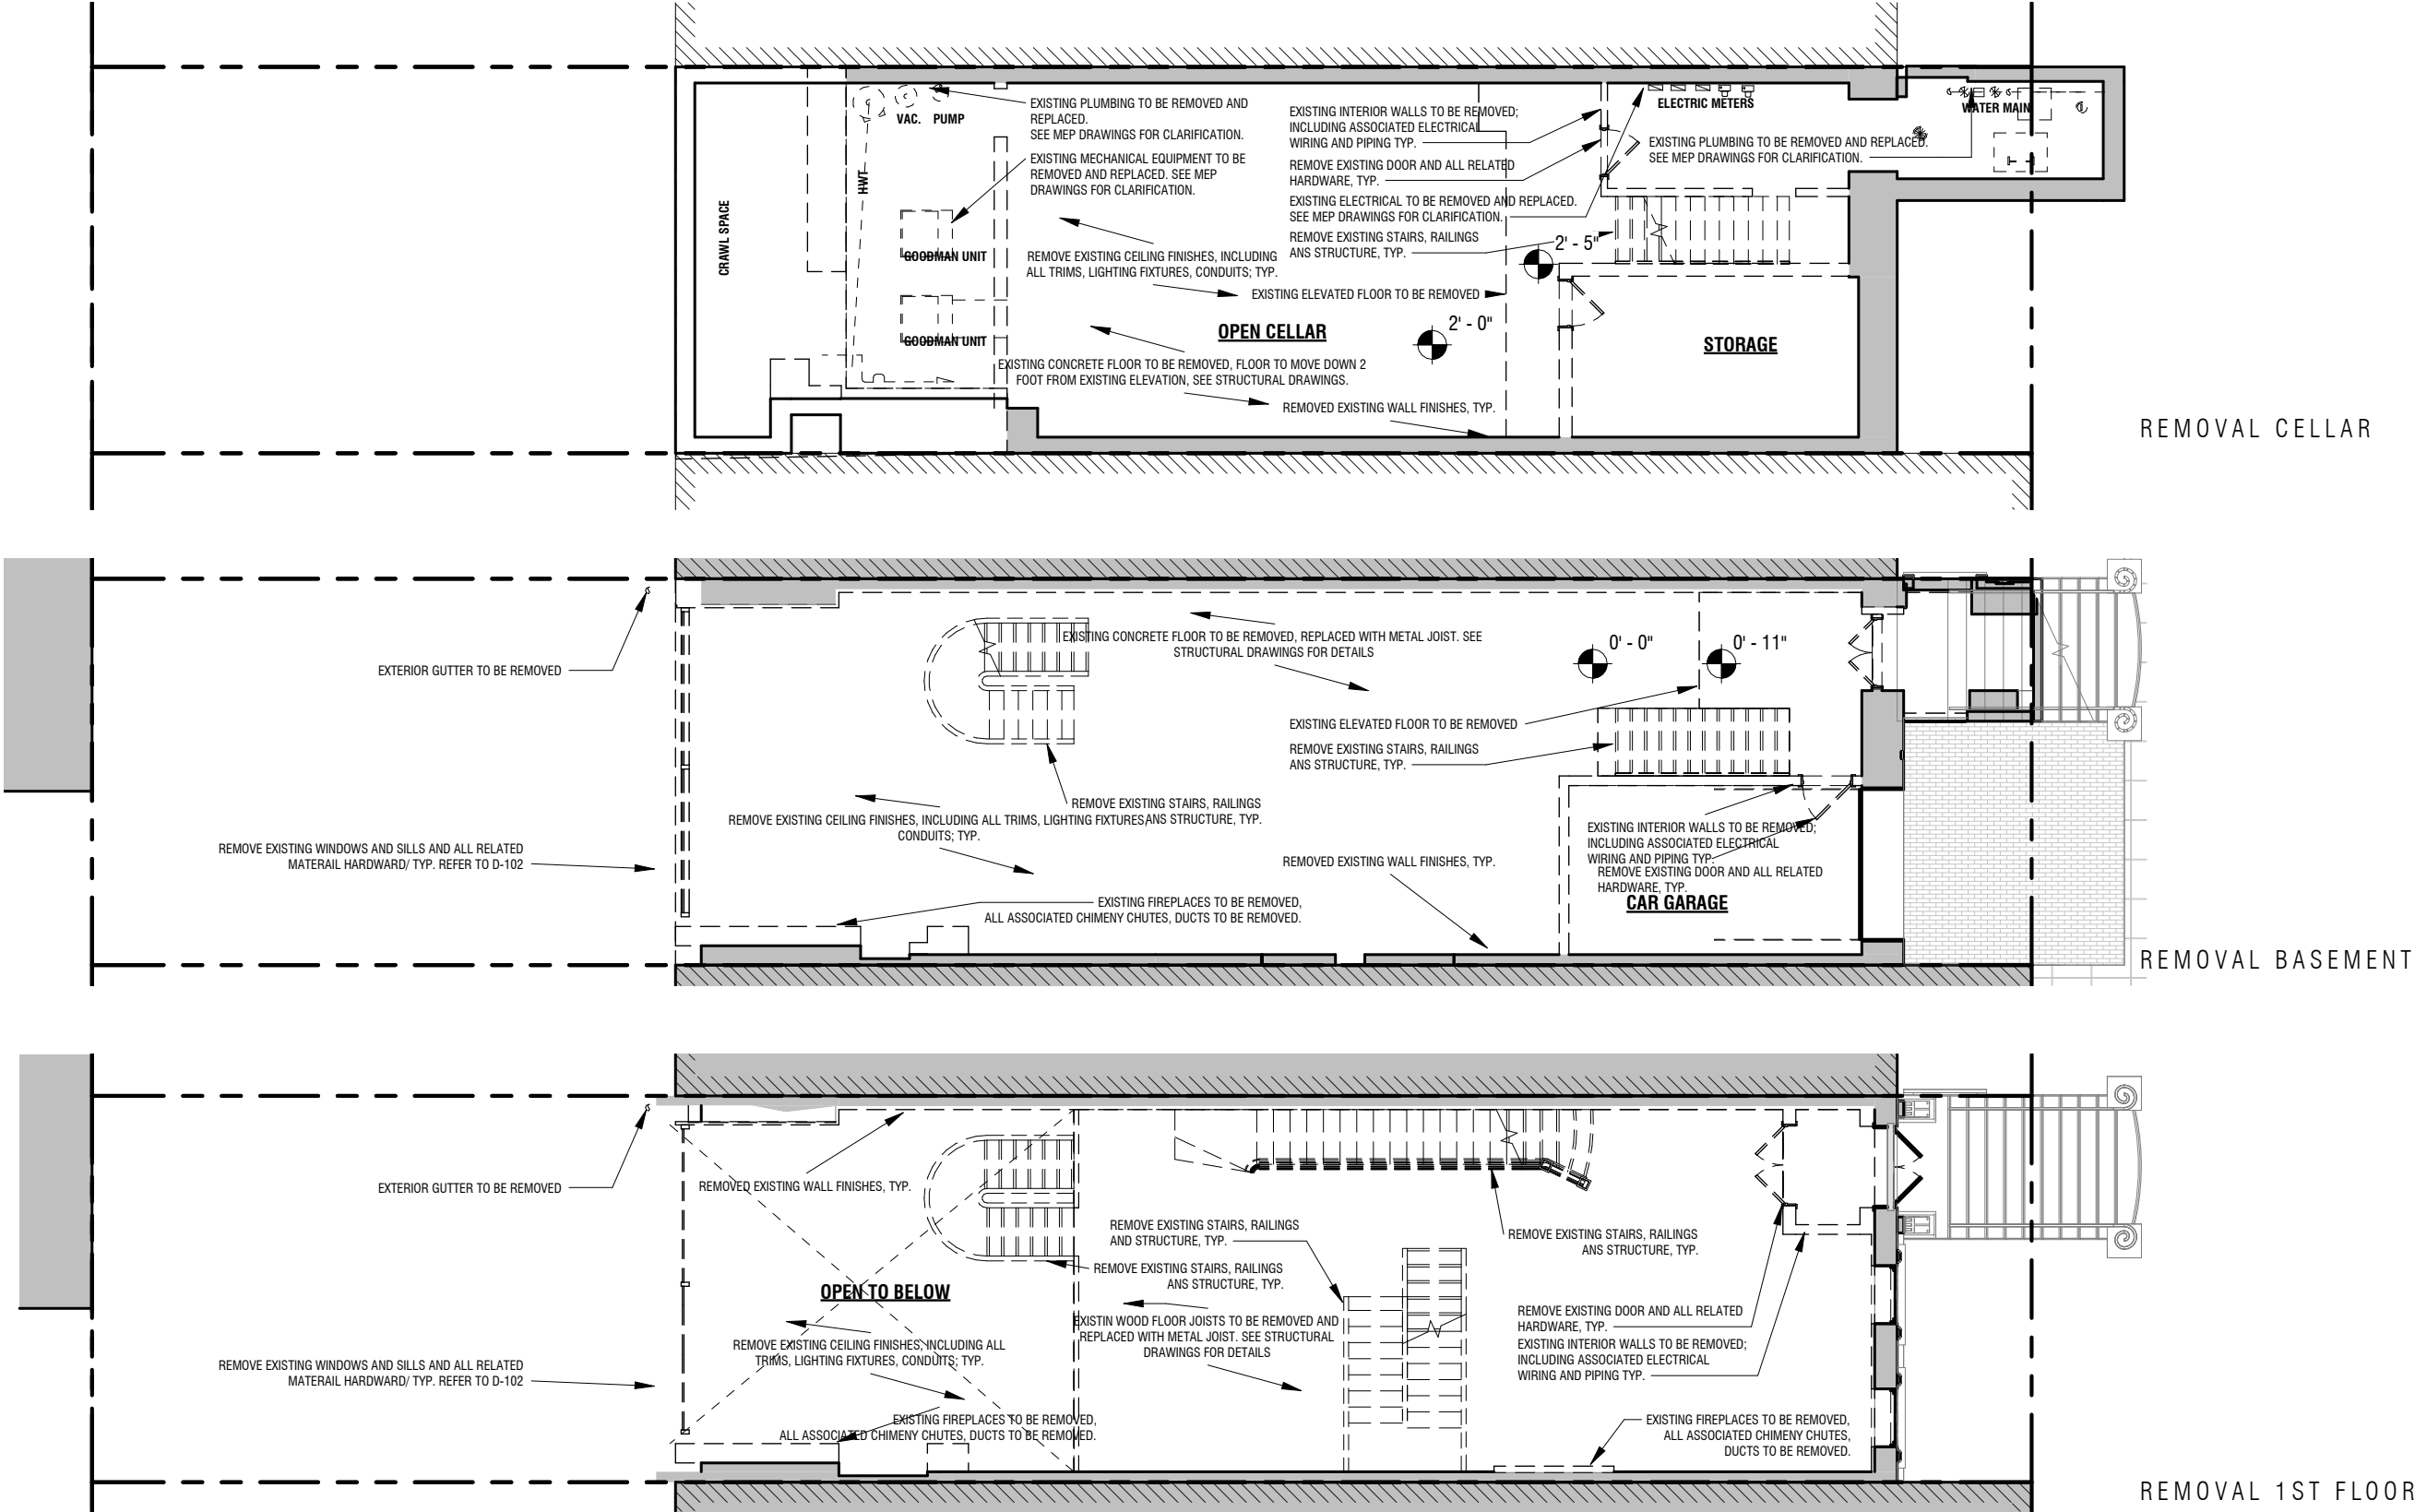 EXISTING PLUMBING TO BE REMOVED AND
REPLACED.
SEE MEP DRAWINGS FOR CLARIFICATION.
VAC. PUMP
EXISTING MECHANICAL EQUIPMENT TO BE
REMOVED AND REPLACED. SEE MEP
DRAWINGS FOR CLARIFICATION.
HWT
CRAWL SPACE
GOODMAN UNIT
GOODMAN UNIT
EXISTING INTERIOR WALLS TO BE REMOVED;
INCLUDING ASSOCIATED ELECTRICAL
WIRING AND PIPING TYP.
REMOVE EXISTING DOOR AND ALL RELATED
HARDWARE, TYP.
EXISTING ELECTRICAL TO BE REMOVED AND REPLACED.
SEE MEP DRAWINGS FOR CLARIFICATION.
REMOVE EXISTING STAIRS, RAILINGS
ANS STRUCTURE, TYP.
ELECTRIC METERS
WATER MAIN
EXISTING PLUMBING TO BE REMOVED AND REPLACED.
SEE MEP DRAWINGS FOR CLARIFICATION.
2' - 5"
REMOVE EXISTING CEILING FINISHES, INCLUDING
ALL TRIMS, LIGHTING FIXTURES, CONDUITS; TYP.
EXISTING ELEVATED FLOOR TO BE REMOVED
OPEN CELLAR
2' - 0"
STORAGE
EXISTING CONCRETE FLOOR TO BE REMOVED, FLOOR TO MOVE DOWN 2
FOOT FROM EXISTING ELEVATION, SEE STRUCTURAL DRAWINGS.
REMOVED EXISTING WALL FINISHES, TYP.
REMOVAL CELLAR
EXTERIOR GUTTER TO BE REMOVED
EXISTING CONCRETE FLOOR TO BE REMOVED, REPLACED WITH METAL JOIST. SEE
STRUCTURAL DRAWINGS FOR DETAILS
0' - 0"
0' - 11"
EXISTING ELEVATED FLOOR TO BE REMOVED
REMOVE EXISTING STAIRS, RAILINGS
ANS STRUCTURE, TYP.
REMOVE EXISTING STAIRS, RAILINGS
ANS STRUCTURE, TYP.
REMOVE EXISTING CEILING FINISHES, INCLUDING ALL TRIMS, LIGHTING FIXTURES,
CONDUITS; TYP.
REMOVE EXISTING WINDOWS AND SILLS AND ALL RELATED
MATERAIL HARDWARD/ TYP. REFER TO D-102
REMOVED EXISTING WALL FINISHES, TYP.
EXISTING INTERIOR WALLS TO BE REMOVED;
INCLUDING ASSOCIATED ELECTRICAL
WIRING AND PIPING TYP.
REMOVE EXISTING DOOR AND ALL RELATED
HARDWARE, TYP.
CAR GARAGE
EXISTING FIREPLACES TO BE REMOVED,
ALL ASSOCIATED CHIMENY CHUTES, DUCTS TO BE REMOVED.
REMOVAL BASEMENT
EXTERIOR GUTTER TO BE REMOVED
REMOVED EXISTING WALL FINISHES, TYP.
REMOVE EXISTING STAIRS, RAILINGS
AND STRUCTURE, TYP.
REMOVE EXISTING STAIRS, RAILINGS
ANS STRUCTURE, TYP.
REMOVE EXISTING STAIRS, RAILINGS
ANS STRUCTURE, TYP.
OPEN TO BELOW
EXISTIN WOOD FLOOR JOISTS TO BE REMOVED AND
REPLACED WITH METAL JOIST. SEE STRUCTURAL
DRAWINGS FOR DETAILS
REMOVE EXISTING DOOR AND ALL RELATED
HARDWARE, TYP.
EXISTING INTERIOR WALLS TO BE REMOVED;
INCLUDING ASSOCIATED ELECTRICAL
WIRING AND PIPING TYP.
REMOVE EXISTING CEILING FINISHES, INCLUDING ALL
TRIMS, LIGHTING FIXTURES, CONDUITS; TYP.
REMOVE EXISTING WINDOWS AND SILLS AND ALL RELATED
MATERAIL HARDWARD/ TYP. REFER TO D-102
EXISTING FIREPLACES TO BE REMOVED,
ALL ASSOCIATED CHIMENY CHUTES, DUCTS TO BE REMOVED.
EXISTING FIREPLACES TO BE REMOVED,
ALL ASSOCIATED CHIMENY CHUTES,
DUCTS TO BE REMOVED.
REMOVAL 1ST FLOOR